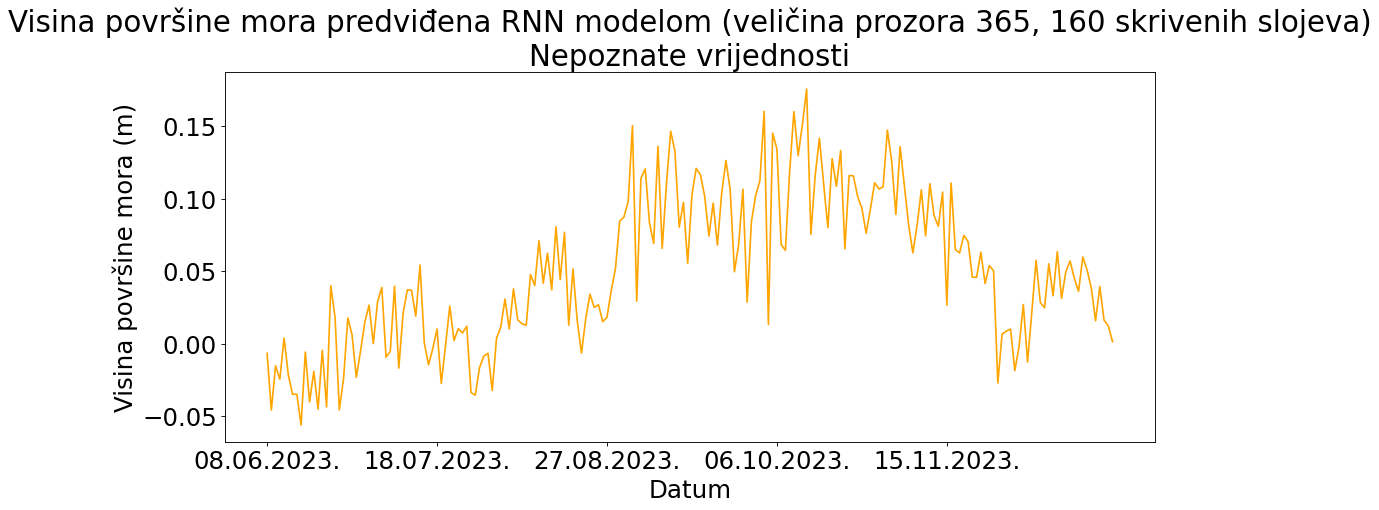 Visina površine mora predviđena RNN modelom (veličina prozora 365, 160 skrivenih slojeva)
Nepoznate vrijednosti
Visina površine mora (m)
0.15
0.10
0.05
0.00
−0.05
08.06.2023. 18.07.2023. 27.08.2023. 06.10.2023. 15.11.2023.
Datum